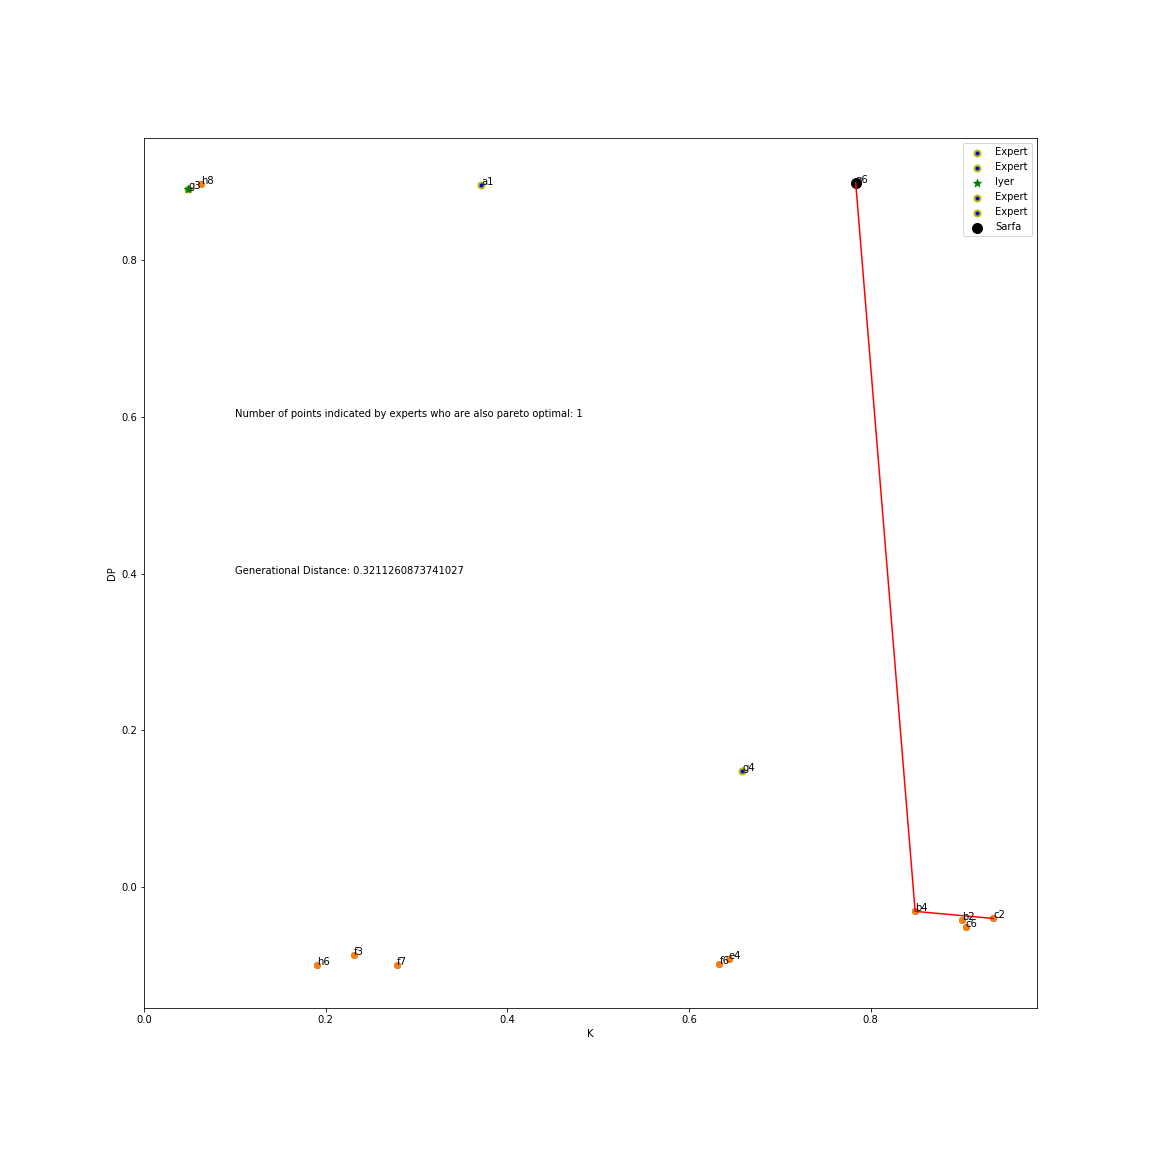 Expert
Expert
Iyer
Expert
Expert
Sarfa
g3
h8
a1
0.8
Number of points indicated by experts who are also pareto optimal: 1
0.6
Generational Distance: 0.3211260873741027
DP
0.4
g4
0.2
0.0
b4
b2
c2
c6
h6
f3
f7
f6
e4
0.0
0.2
0.4
0.6
0.8
K